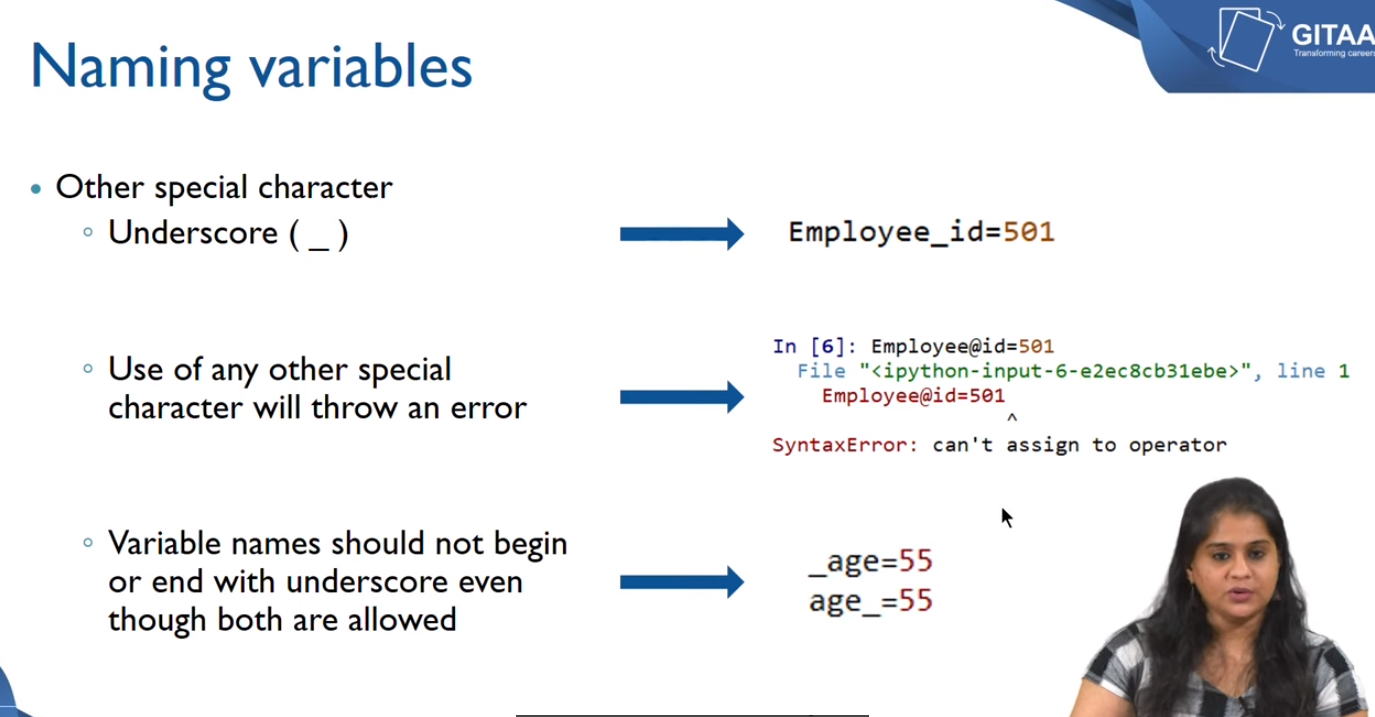 GITAA
Transforming careers
Naming variables
• Other special character
◦ Underscore ( _ )
Employee_id=501
◦ Use of any other special
character will throw an error
In [6]: Employee@id=501
File "<ipython-input-6-e2ec8cb31ebe>", line 1
Employee@id=501
^
SyntaxError: can't assign to operator
◦ Variable names should not begin
or end with underscore even
though both are allowed
_age=55
age_=55